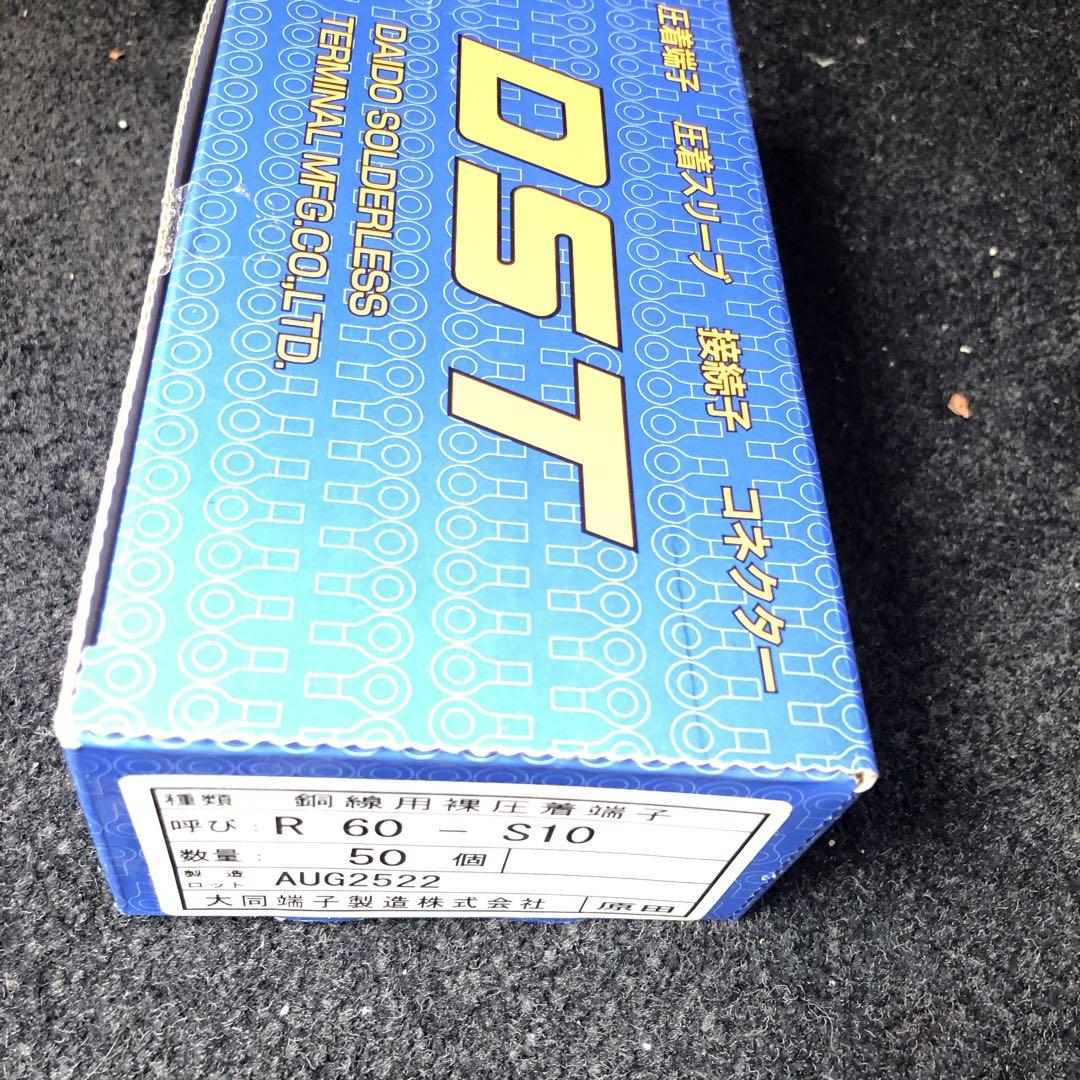 圧着端子 圧着スリーブ 接続子 コネクター
DST
DAIDO SOLDERLESS
TERMINAL MFG.CO.,LTD.
種類 銅線用裸圧着端子
呼び: R 60 - S10
数量: 50 個
製造ロット AUG2522
大同端子製造株式会社 原田